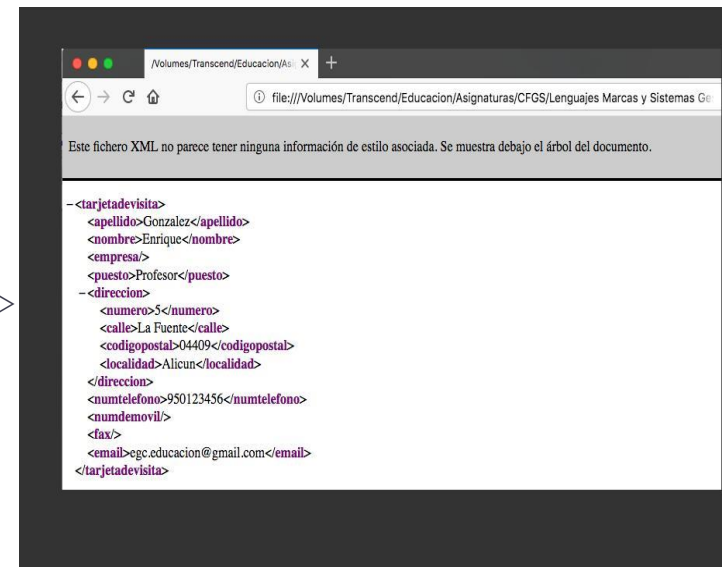 /Volumes/Transcend/Educacion/Asi
file:///Volumes/Transcend/Educacion/Asignaturas/CFGS/Lenguajes Marcas y Sistemas Ge
Este fichero XML no parece tener ninguna información de estilo asociada. Se muestra debajo el árbol del documento.
–<tarjetadevisita>
<apellido>Gonzalez</apellido>
<nombre>Enrique</nombre>
<empresa/>
<puesto>Profesor</puesto>
–<direccion>
<numero>5</numero>
<calle>La Fuente</calle>
<codigopostal>04409</codigopostal>
<localidad>Alicun</localidad>
</direccion>
<numtelefono>950123456</numtelefono>
<numdemovil/>
<fax/>
<email>egc.educacion@gmail.com</email>
</tarjetadevisita>